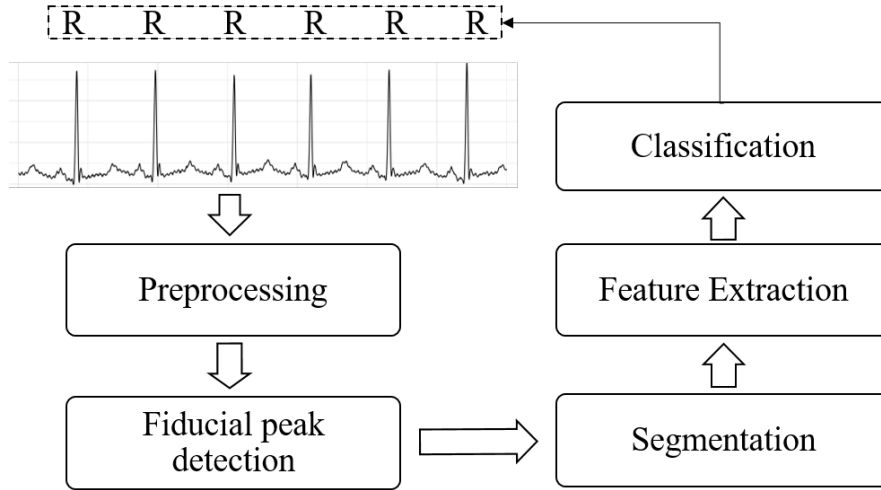 R R R R R R
Preprocessing
Fiducial peak
detection
Segmentation
Feature Extraction
Classification